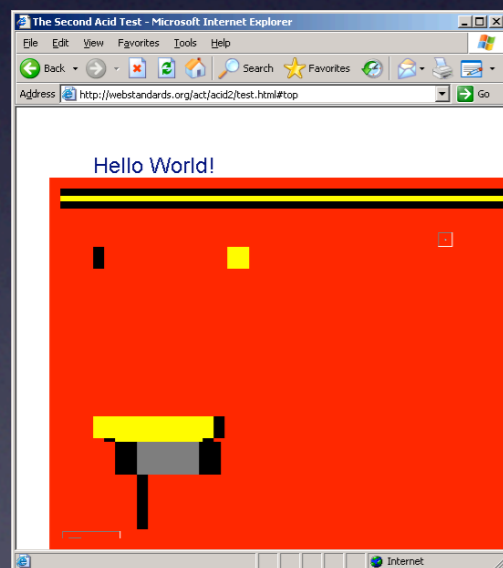 The Second Acid Test - Microsoft Internet Explorer
File Edit View Favorites Tools Help
Back Search Favorites
Address http://webstandards.org/act/acid2/test.html#top Go
Hello World!
Internet